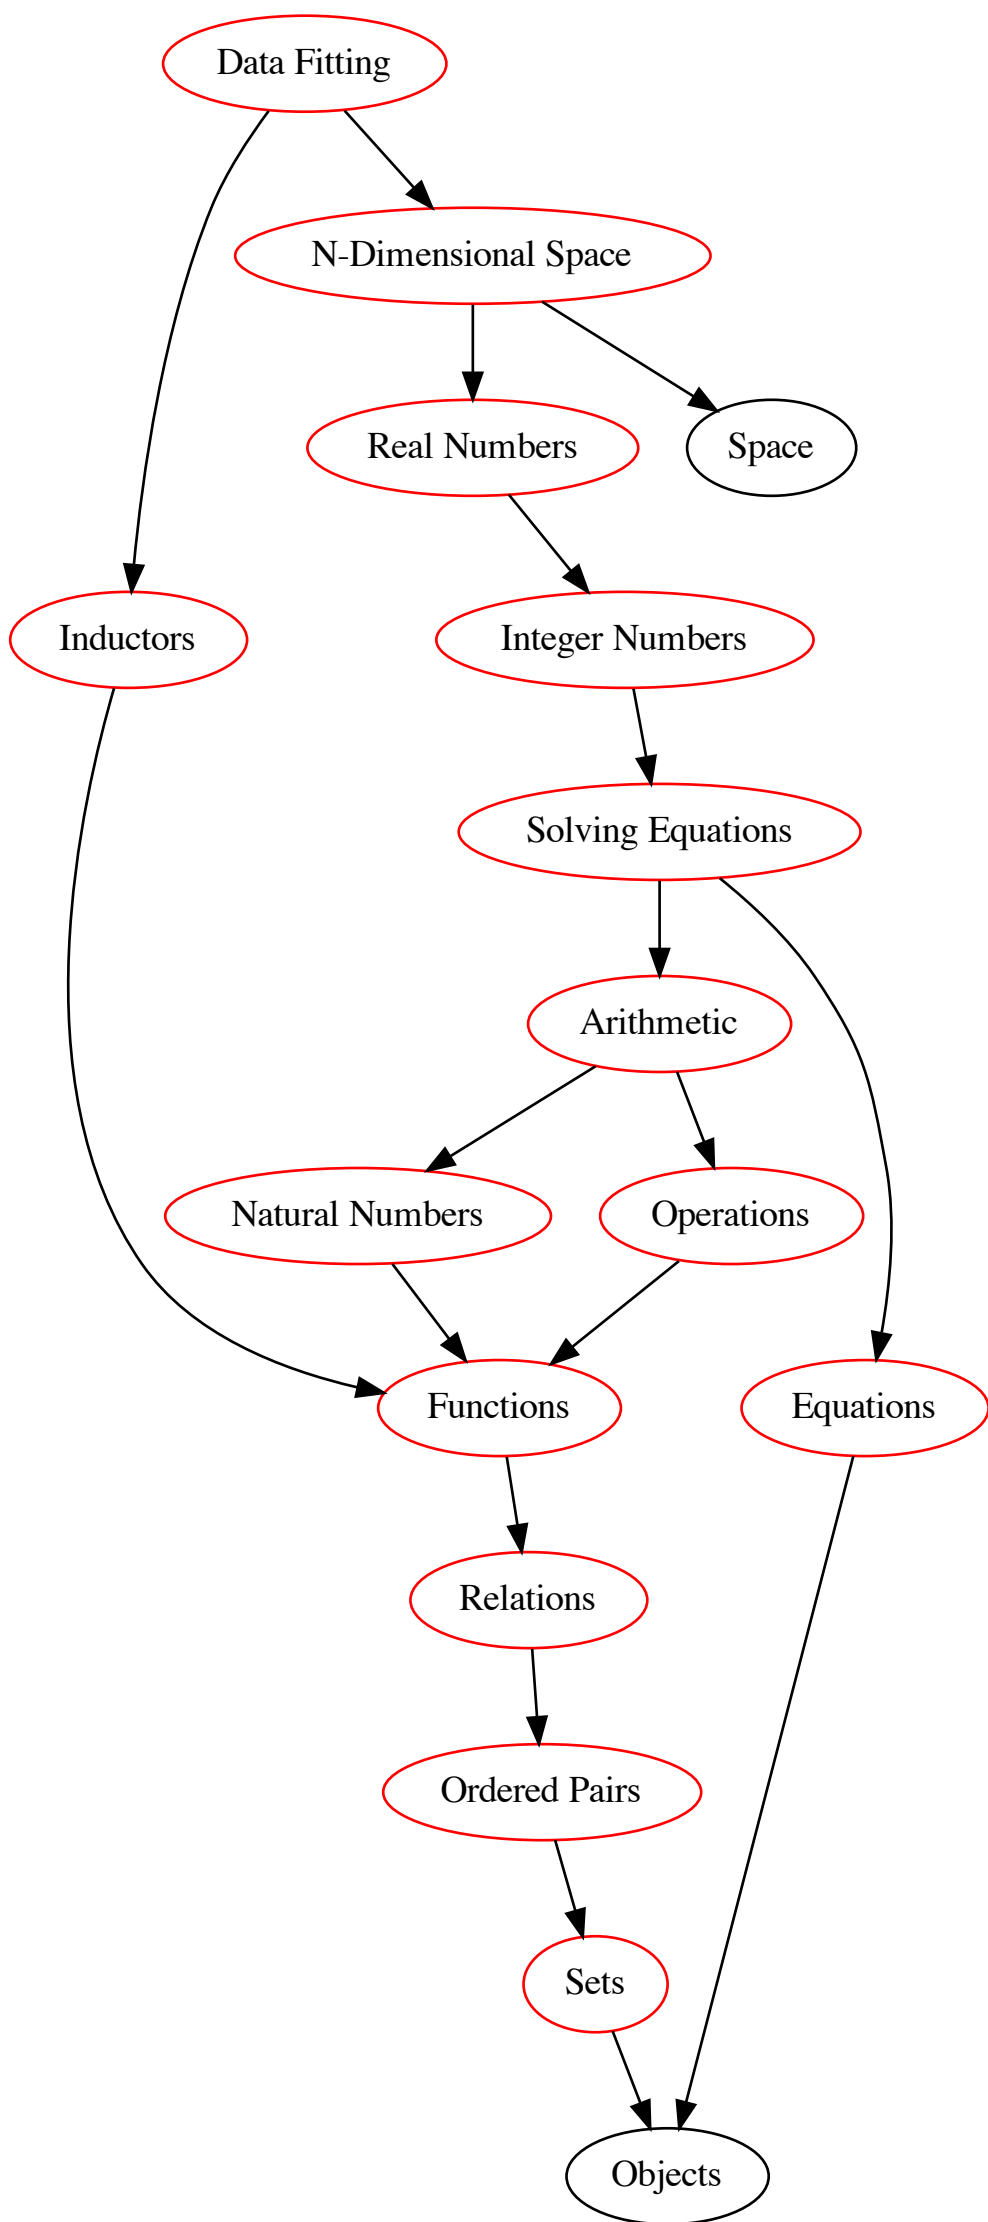 Data Fitting
N-Dimensional Space
Real Numbers
Space
Inductors
Integer Numbers
Solving Equations
Arithmetic
Natural Numbers
Operations
Functions
Equations
Relations
Ordered Pairs
Sets
Objects